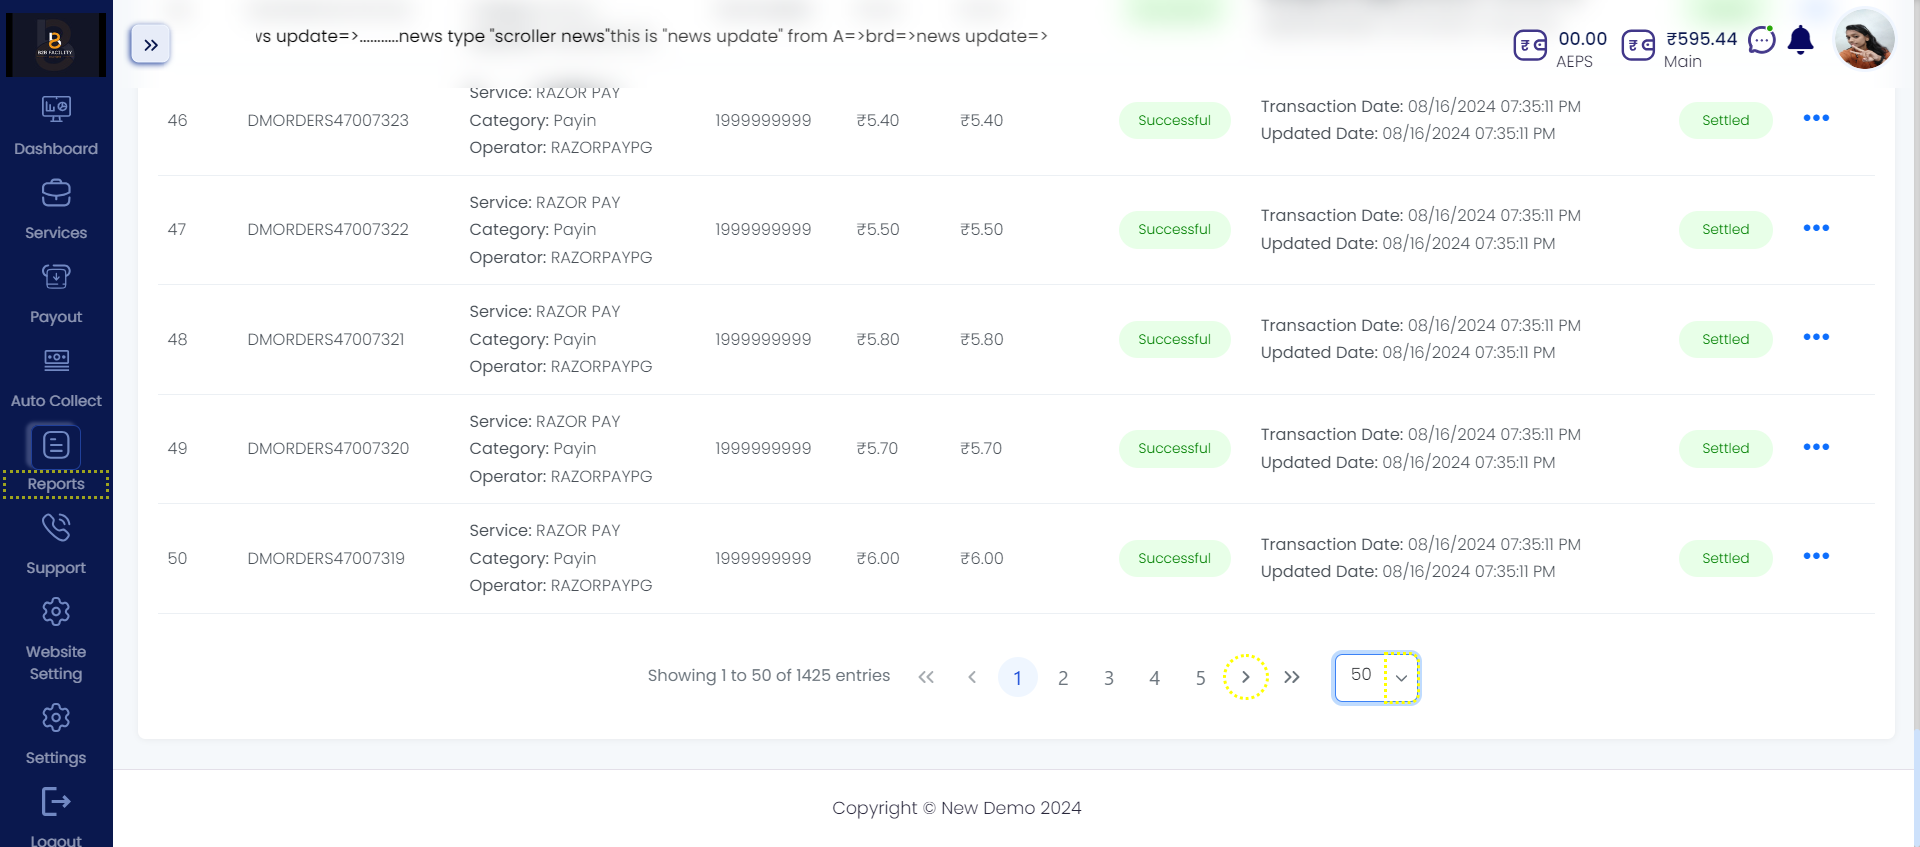 B2B FACILITY
vs update=>...........news type "scroller news"this is "news update" from A=>brd=>news update=>
00.00
AEPS
₹595.44
Main
Dashboard
Services
Payout
Auto Collect
Reports
Support
Website
Setting
Settings
Logout
Service: RAZOR PAY
46 DMORDERS47007323 Category: Payin 1999999999 ₹5.40 ₹5.40 Successful Transaction Date: 08/16/2024 07:35:11 PM Settled
Operator: RAZORPAYPG Updated Date: 08/16/2024 07:35:11 PM
Service: RAZOR PAY
47 DMORDERS47007322 Category: Payin 1999999999 ₹5.50 ₹5.50 Successful Transaction Date: 08/16/2024 07:35:11 PM Settled
Operator: RAZORPAYPG Updated Date: 08/16/2024 07:35:11 PM
Service: RAZOR PAY
48 DMORDERS47007321 Category: Payin 1999999999 ₹5.80 ₹5.80 Successful Transaction Date: 08/16/2024 07:35:11 PM Settled
Operator: RAZORPAYPG Updated Date: 08/16/2024 07:35:11 PM
Service: RAZOR PAY
49 DMORDERS47007320 Category: Payin 1999999999 ₹5.70 ₹5.70 Successful Transaction Date: 08/16/2024 07:35:11 PM Settled
Operator: RAZORPAYPG Updated Date: 08/16/2024 07:35:11 PM
Service: RAZOR PAY
50 DMORDERS47007319 Category: Payin 1999999999 ₹6.00 ₹6.00 Successful Transaction Date: 08/16/2024 07:35:11 PM Settled
Operator: RAZORPAYPG Updated Date: 08/16/2024 07:35:11 PM
Showing 1 to 50 of 1425 entries 1 2 3 4 5 50
Copyright © New Demo 2024